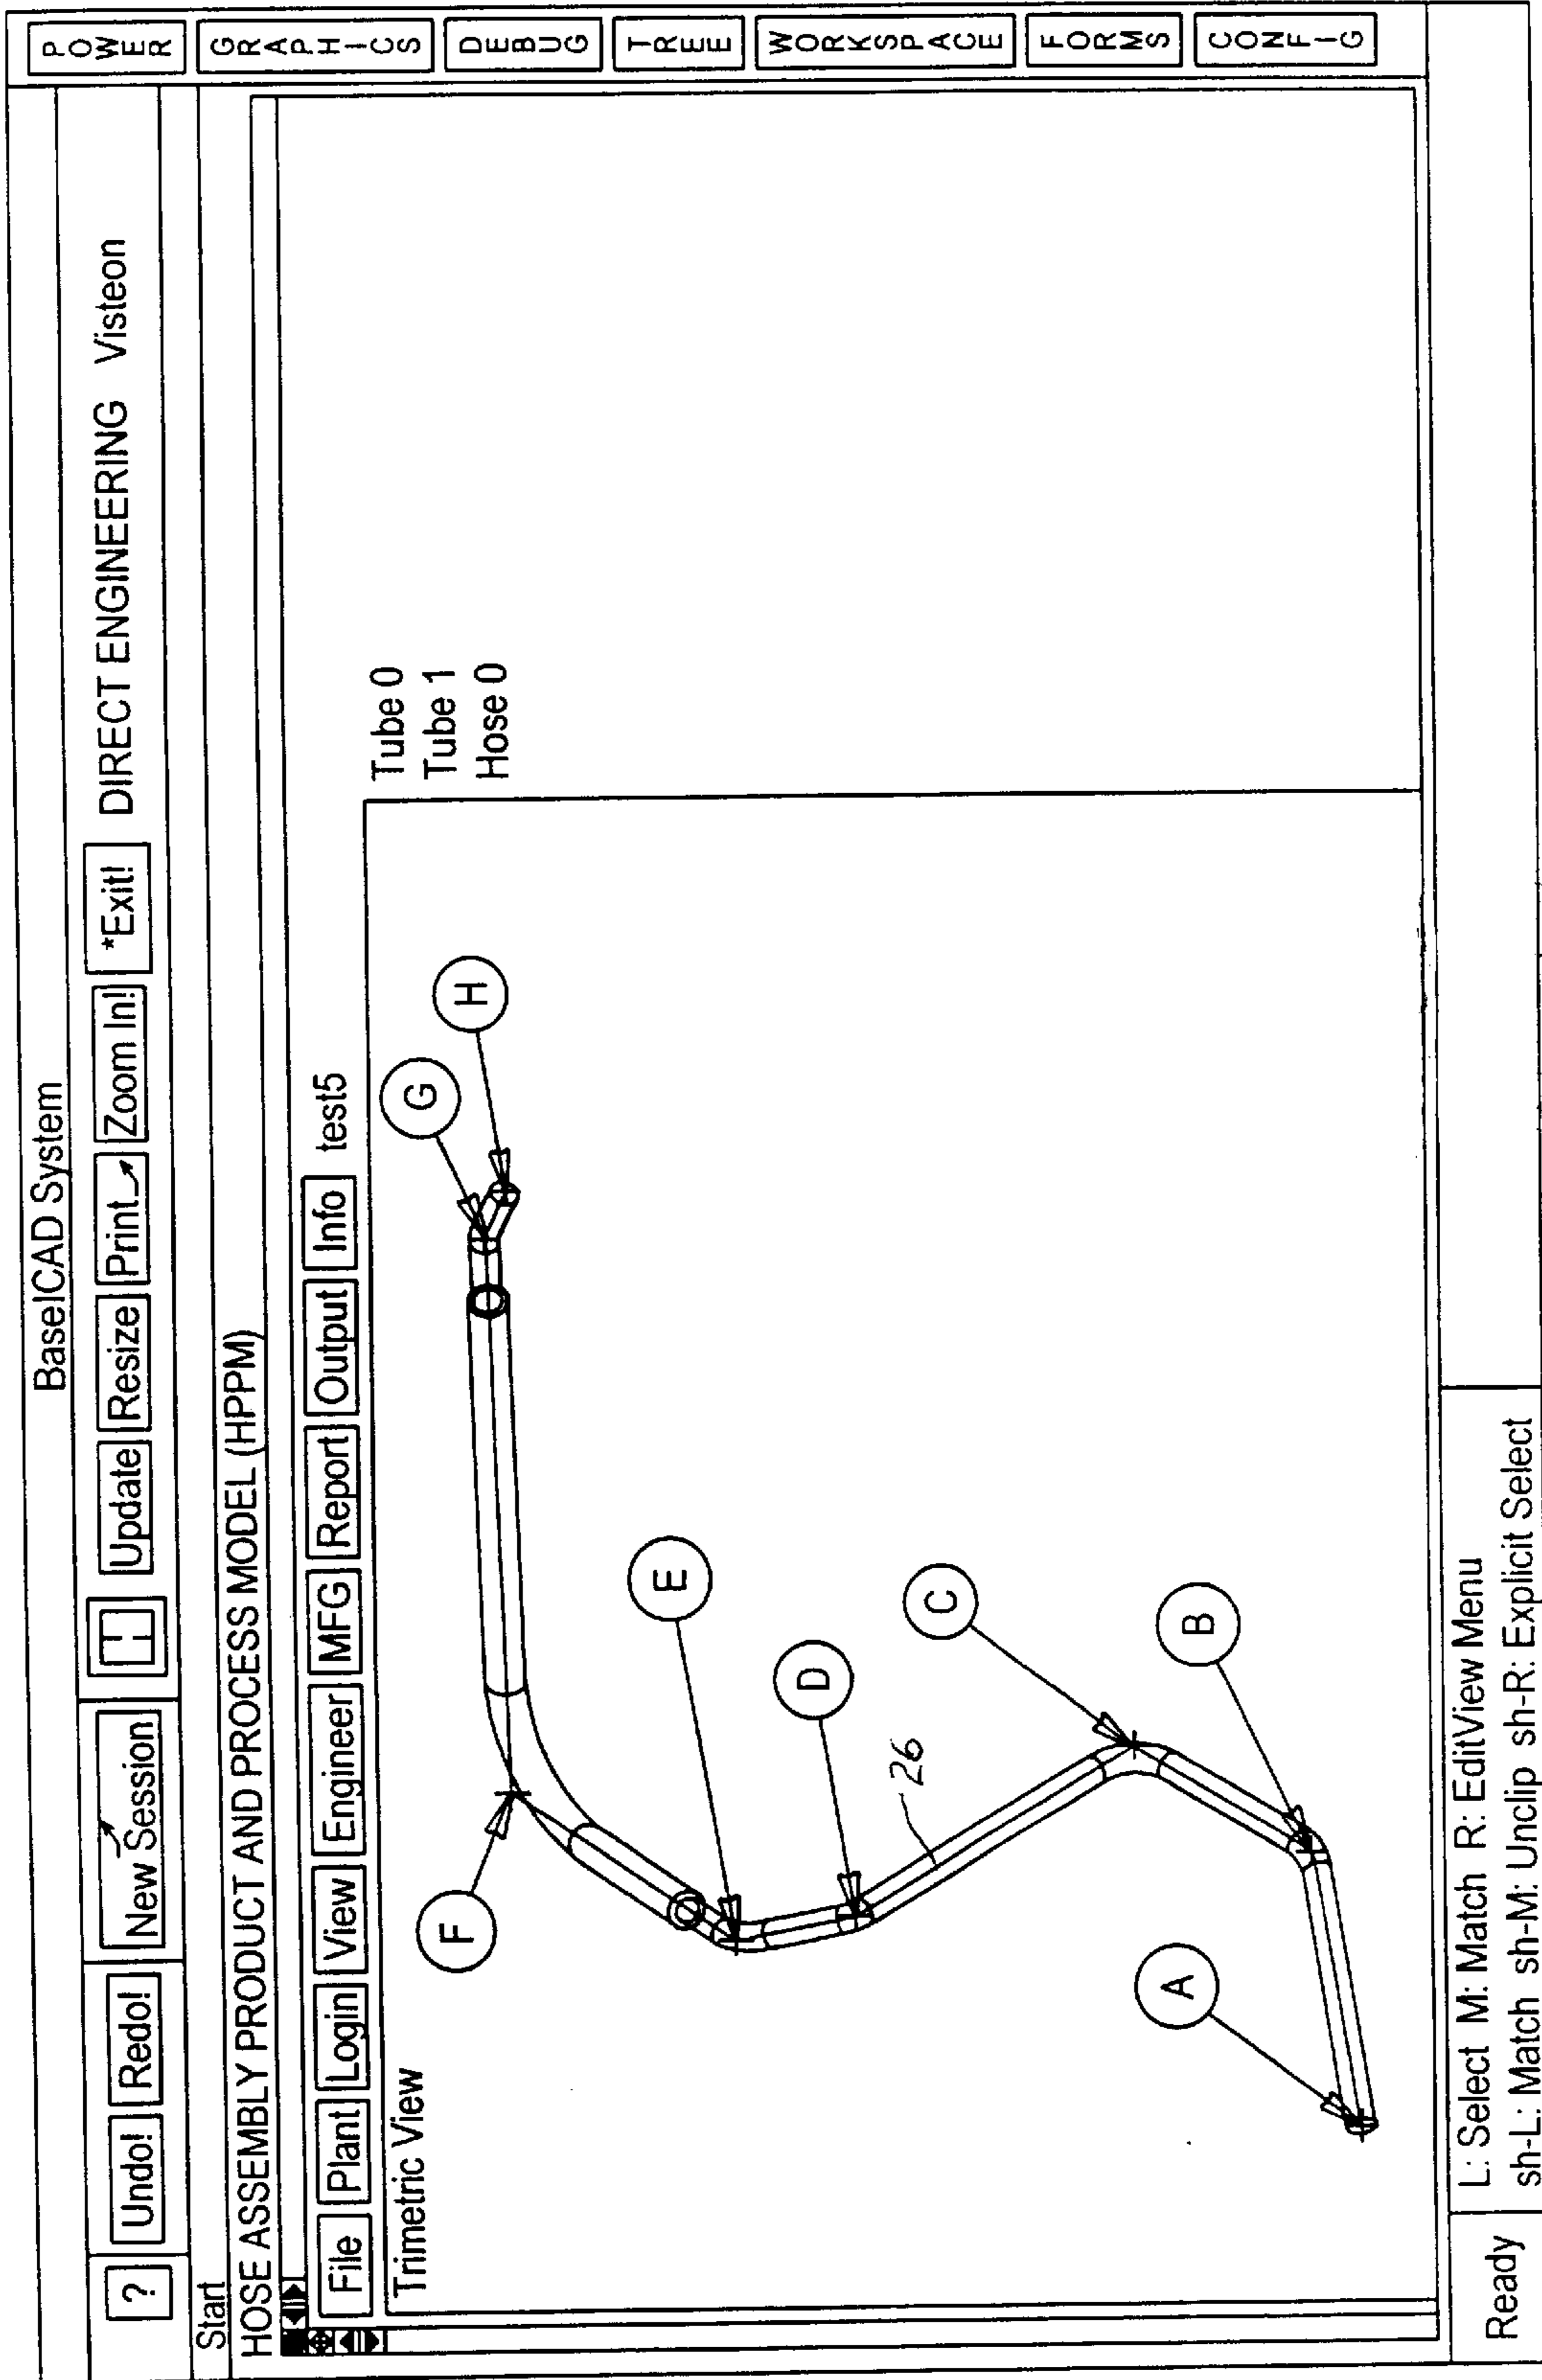 BaseICAD System
? Undo! Redo! New Session Update Resize Print Zoom In! *Exit! DIRECT ENGINEERING Visteon
Start
HOSE ASSEMBLY PRODUCT AND PROCESS MODEL (HPPM)
File Plant Login View Engineer MFG Report Output Info test5
Trimetric View
Tube 0
Tube 1
Hose 0
F
G
H
E
D
26
C
B
A
POWER
GRAPHICS
DEBUG
TREE
WORKSPACE
FORMS
CONFIG
Ready
L: Select M: Match R: EditView Menu
sh-L: Match sh-M: Unclip sh-R: Explicit Select